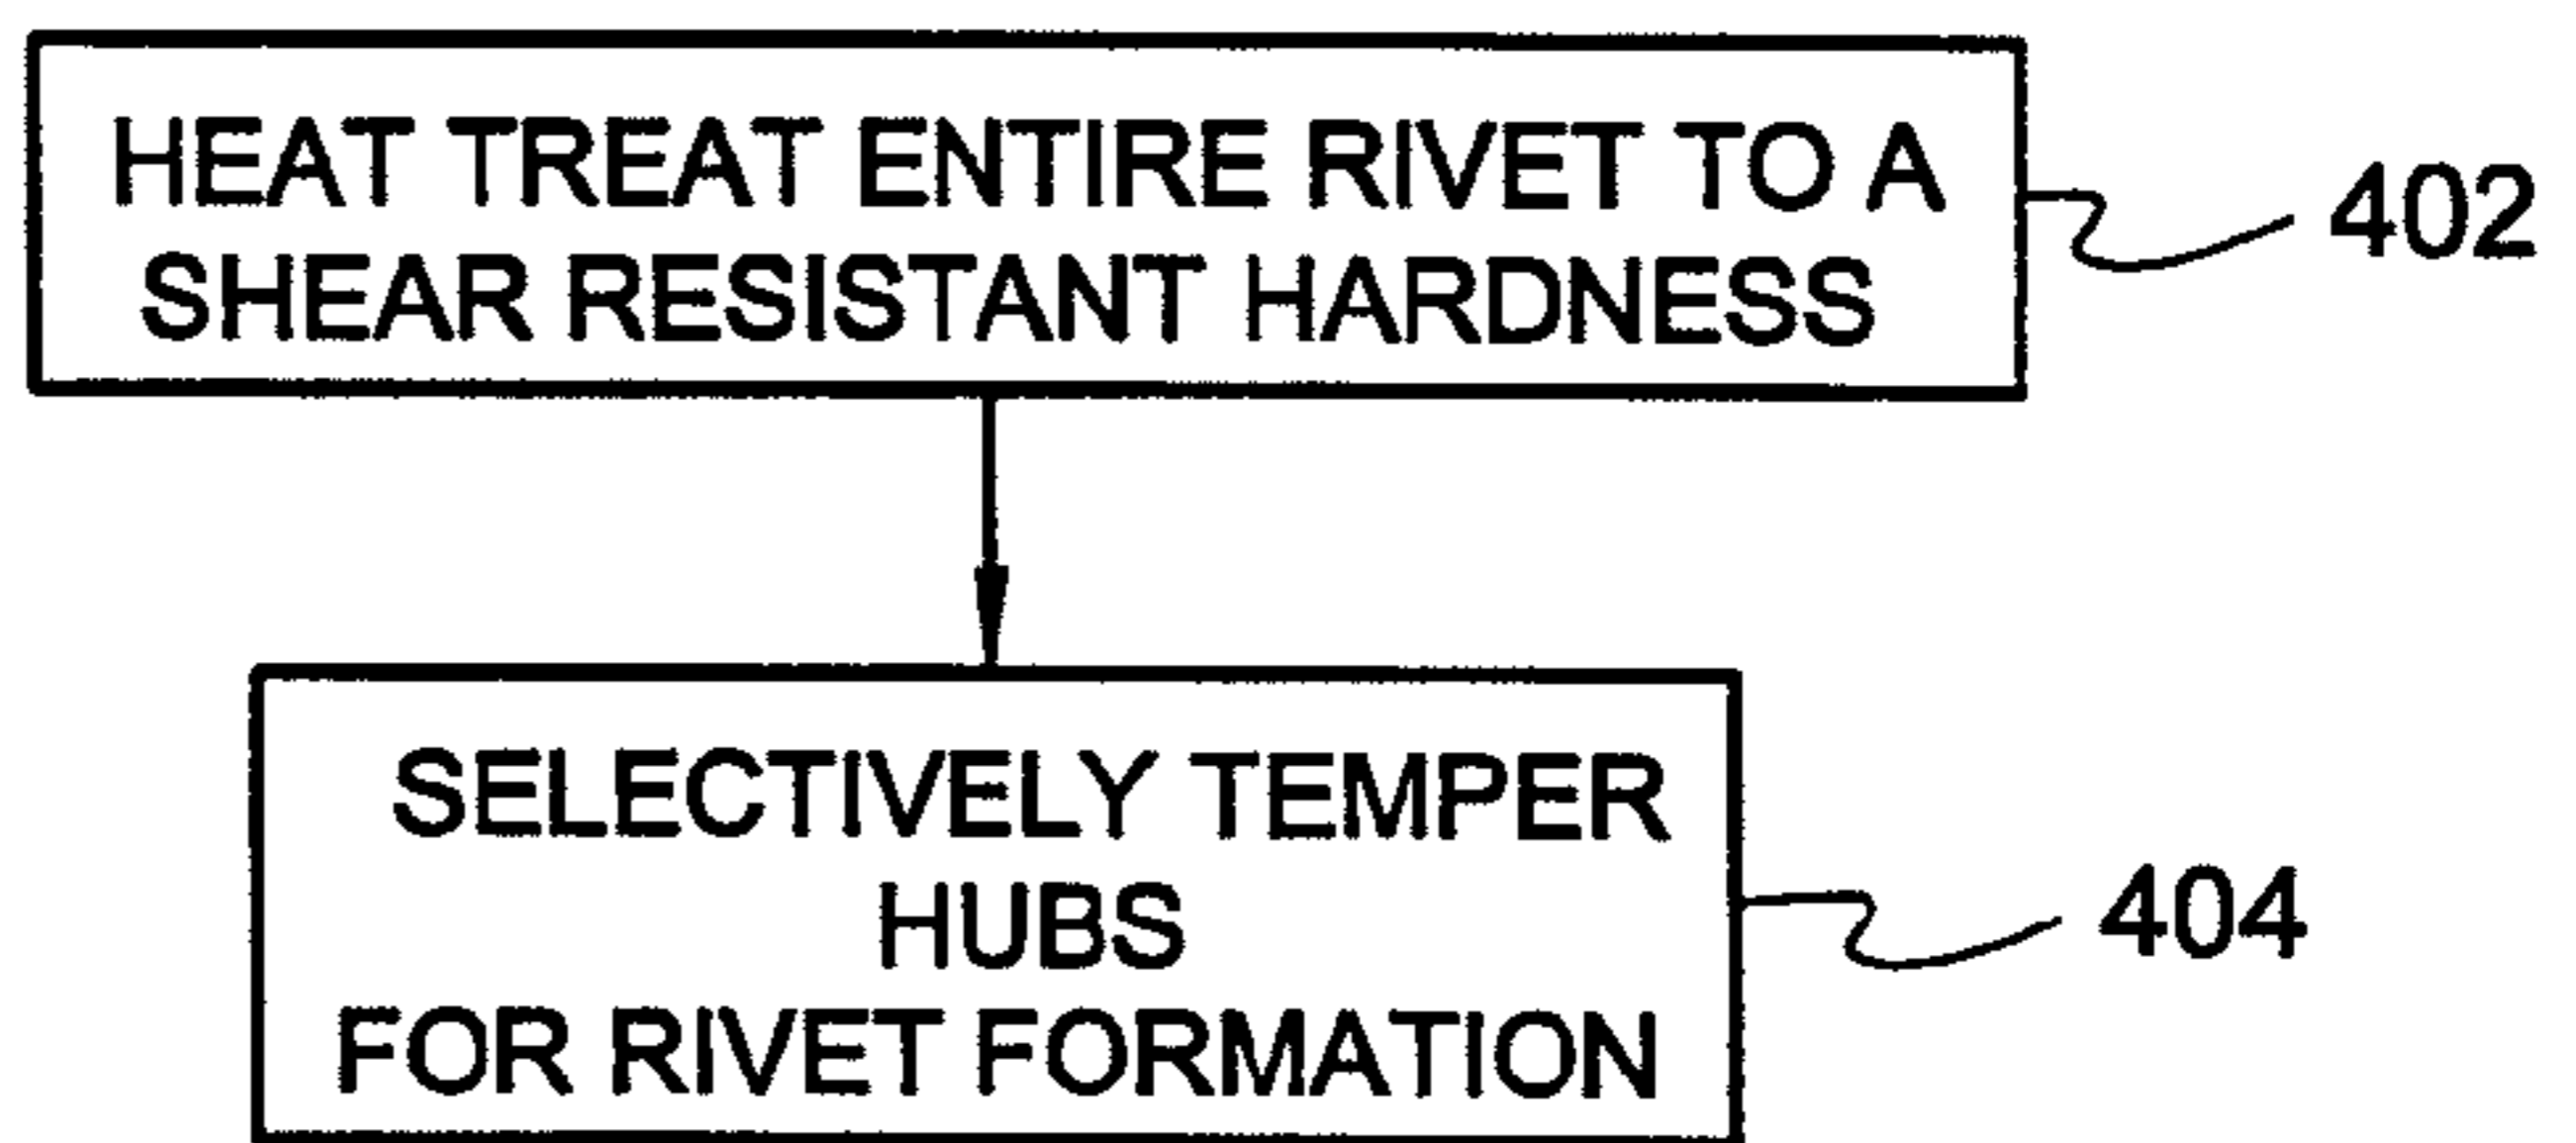 HEAT TREAT ENTIRE RIVET TO A
SHEAR RESISTANT HARDNESS
402
SELECTIVELY TEMPER
HUBS
FOR RIVET FORMATION
404